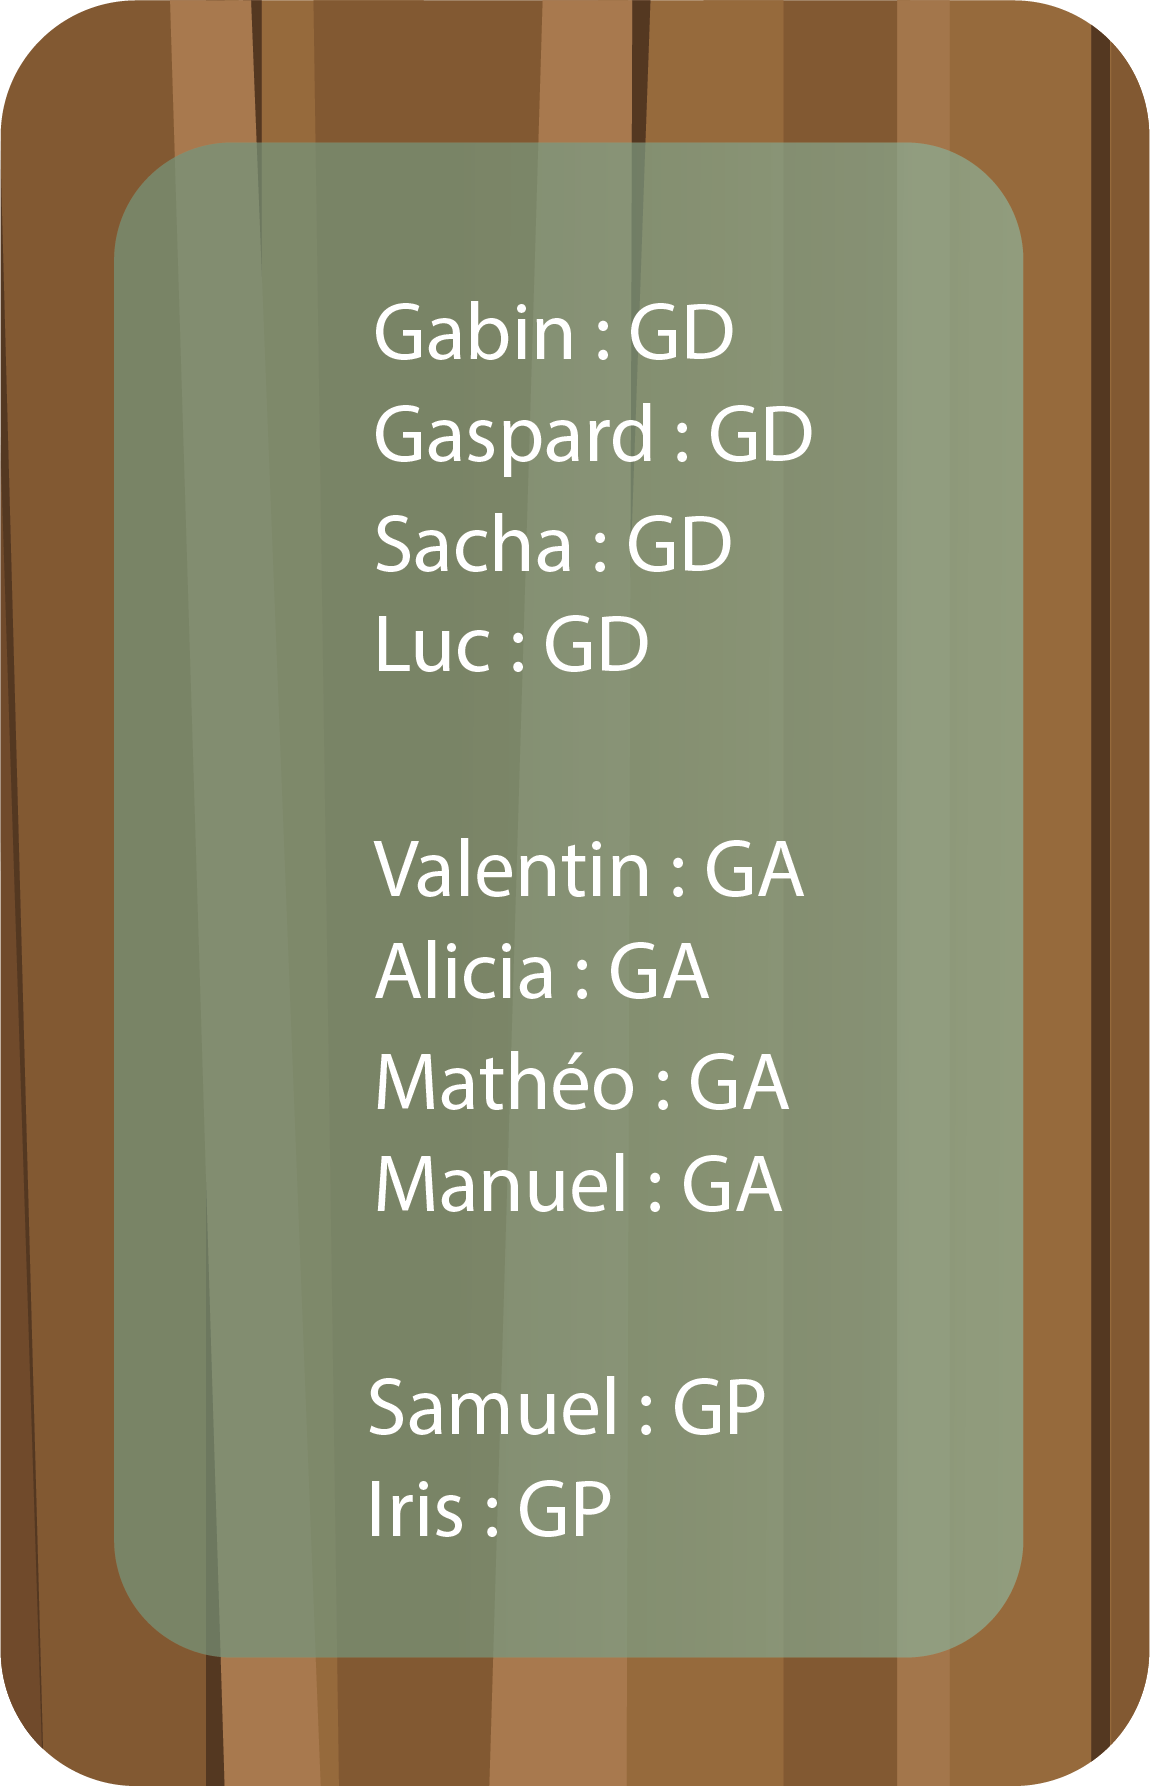 Gabin : GD
Gaspard : GD
Sacha : GD
Luc : GD
Valentin : GA
Alicia : GA
Mathéo : GA
Manuel : GA
Samuel : GP
Iris : GP